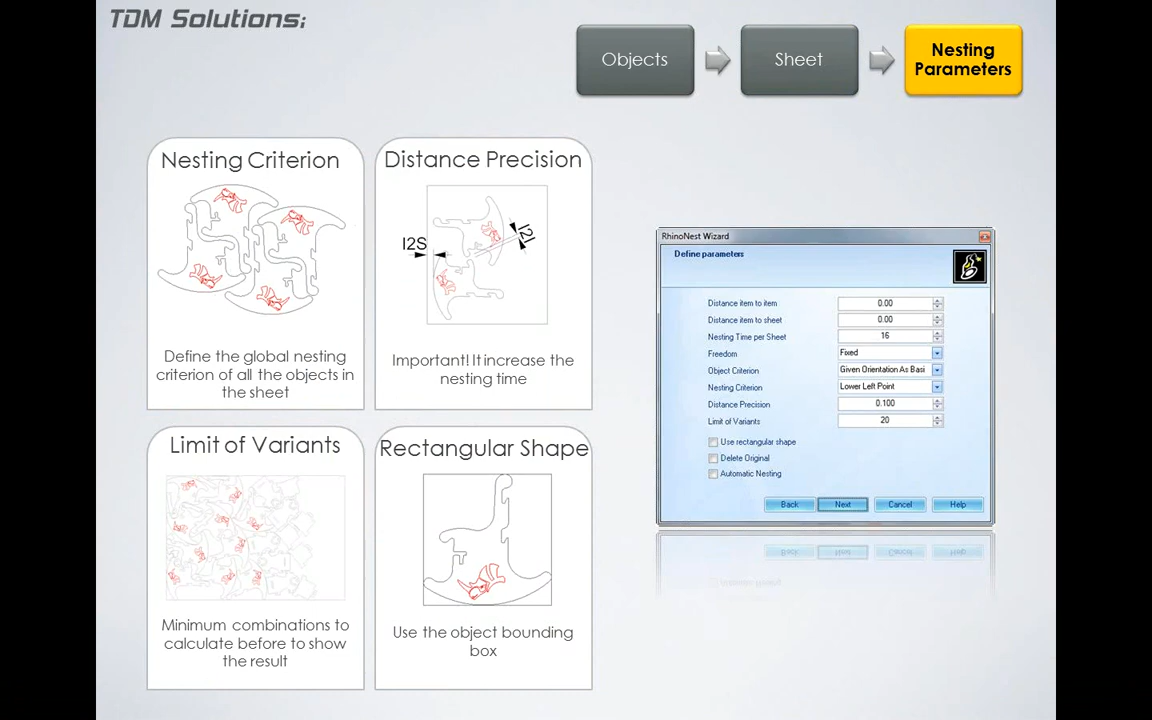 TDM Solutions;
Objects
Sheet
Nesting
Parameters
Nesting Criterion
Define the global nesting
criterion of all the objects in
the sheet
Distance Precision
I2S
I2I
Important! It increase the
nesting time
Limit of Variants
Minimum combinations to
calculate before to show
the result
Rectangular Shape
Use the object bounding
box
RhinoNest Wizard
Define parameters
Distance item to item 0.00
Distance item to sheet 0.00
Nesting Time per Sheet 16
Freedom Fixed
Object Criterion Given Orientation As Basi
Nesting Criterion Lower Left Point
Distance Precision 0.100
Limit of Variants 20
Use rectangular shape
Delete Original
Automatic Nesting
Back Next Cancel Help